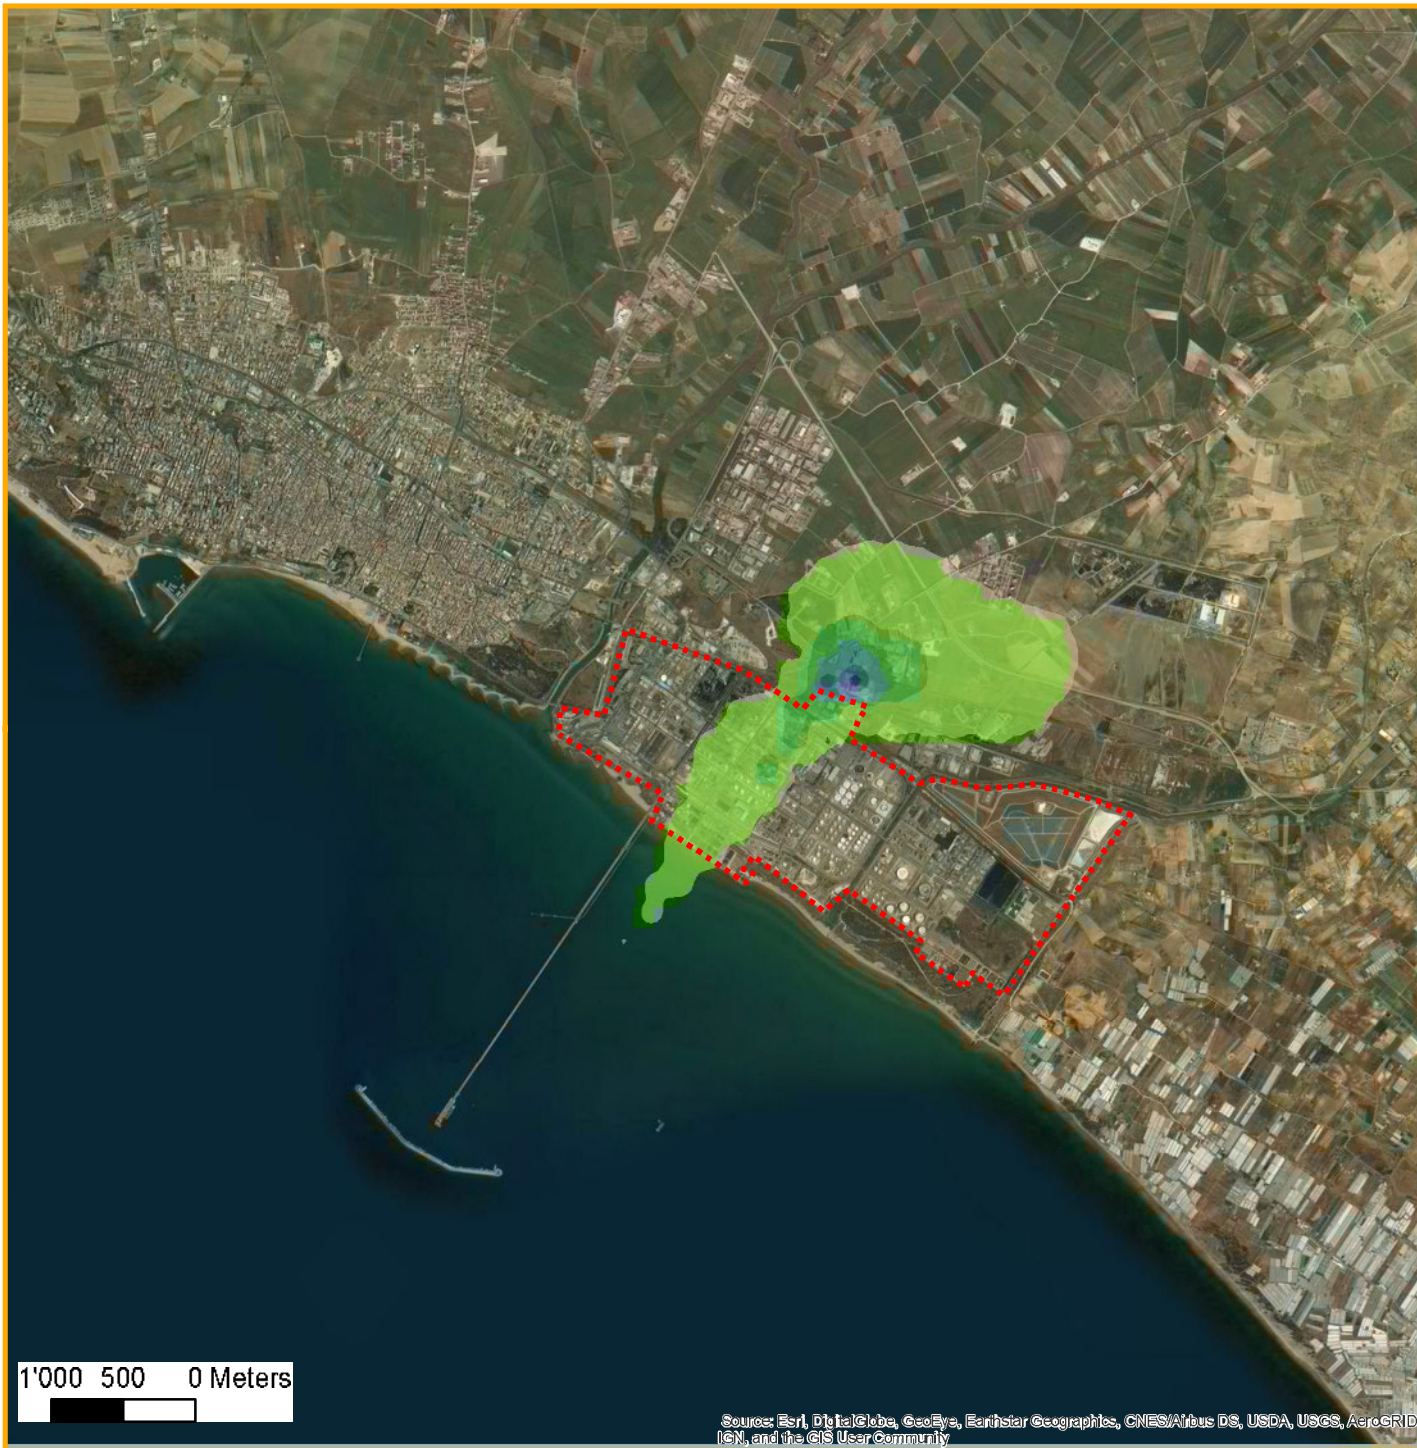 1'000 500 0 Meters
Source: Esri, DigitalGlobe, GeoEye, Earthstar Geographics, CNES/Airbus DS, USDA, USGS, AeroGRID
IGN, and the GIS User Community